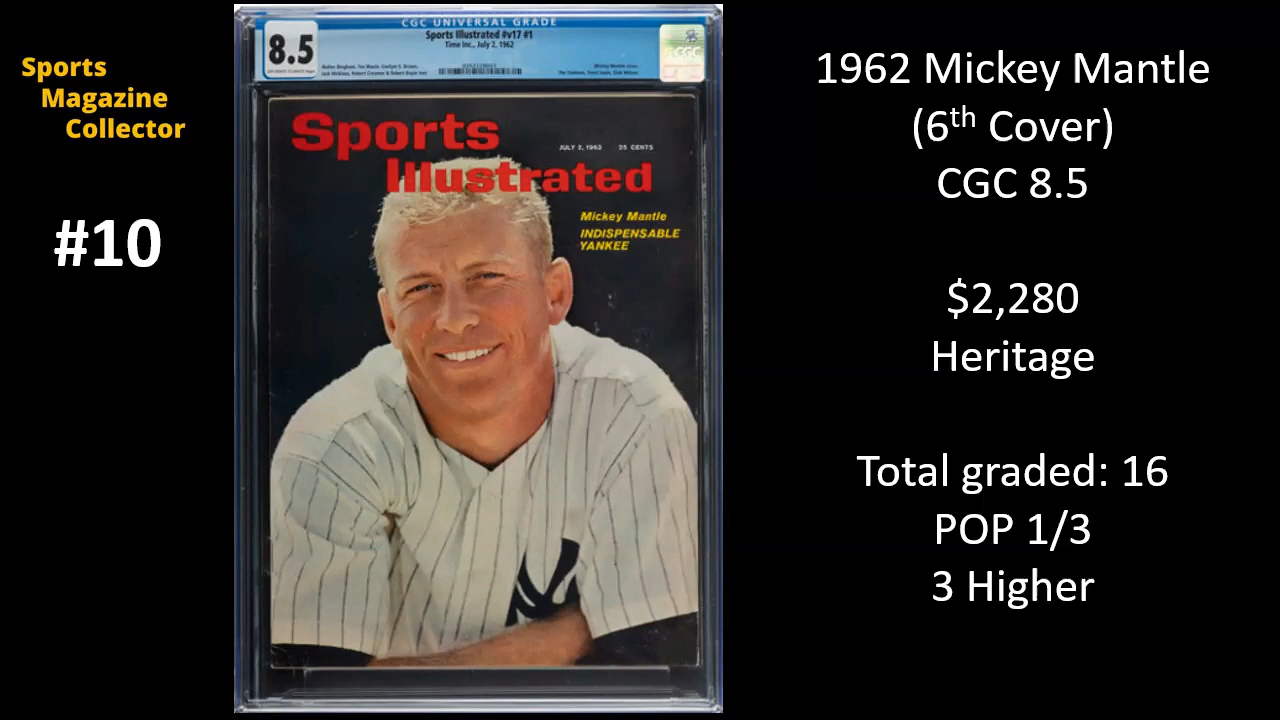 Sports
Magazine
Collector
#10
CGC UNIVERSAL GRADE
8.5
Sports Illustrated #v17 #1
Time Inc., July 2, 1962
CGC
Sports
Illustrated
JULY 2, 1962 25 CENTS
Mickey Mantle
INDISPENSABLE
YANKEE
1962 Mickey Mantle
(6th Cover)
CGC 8.5
$2,280
Heritage
Total graded: 16
POP 1/3
3 Higher